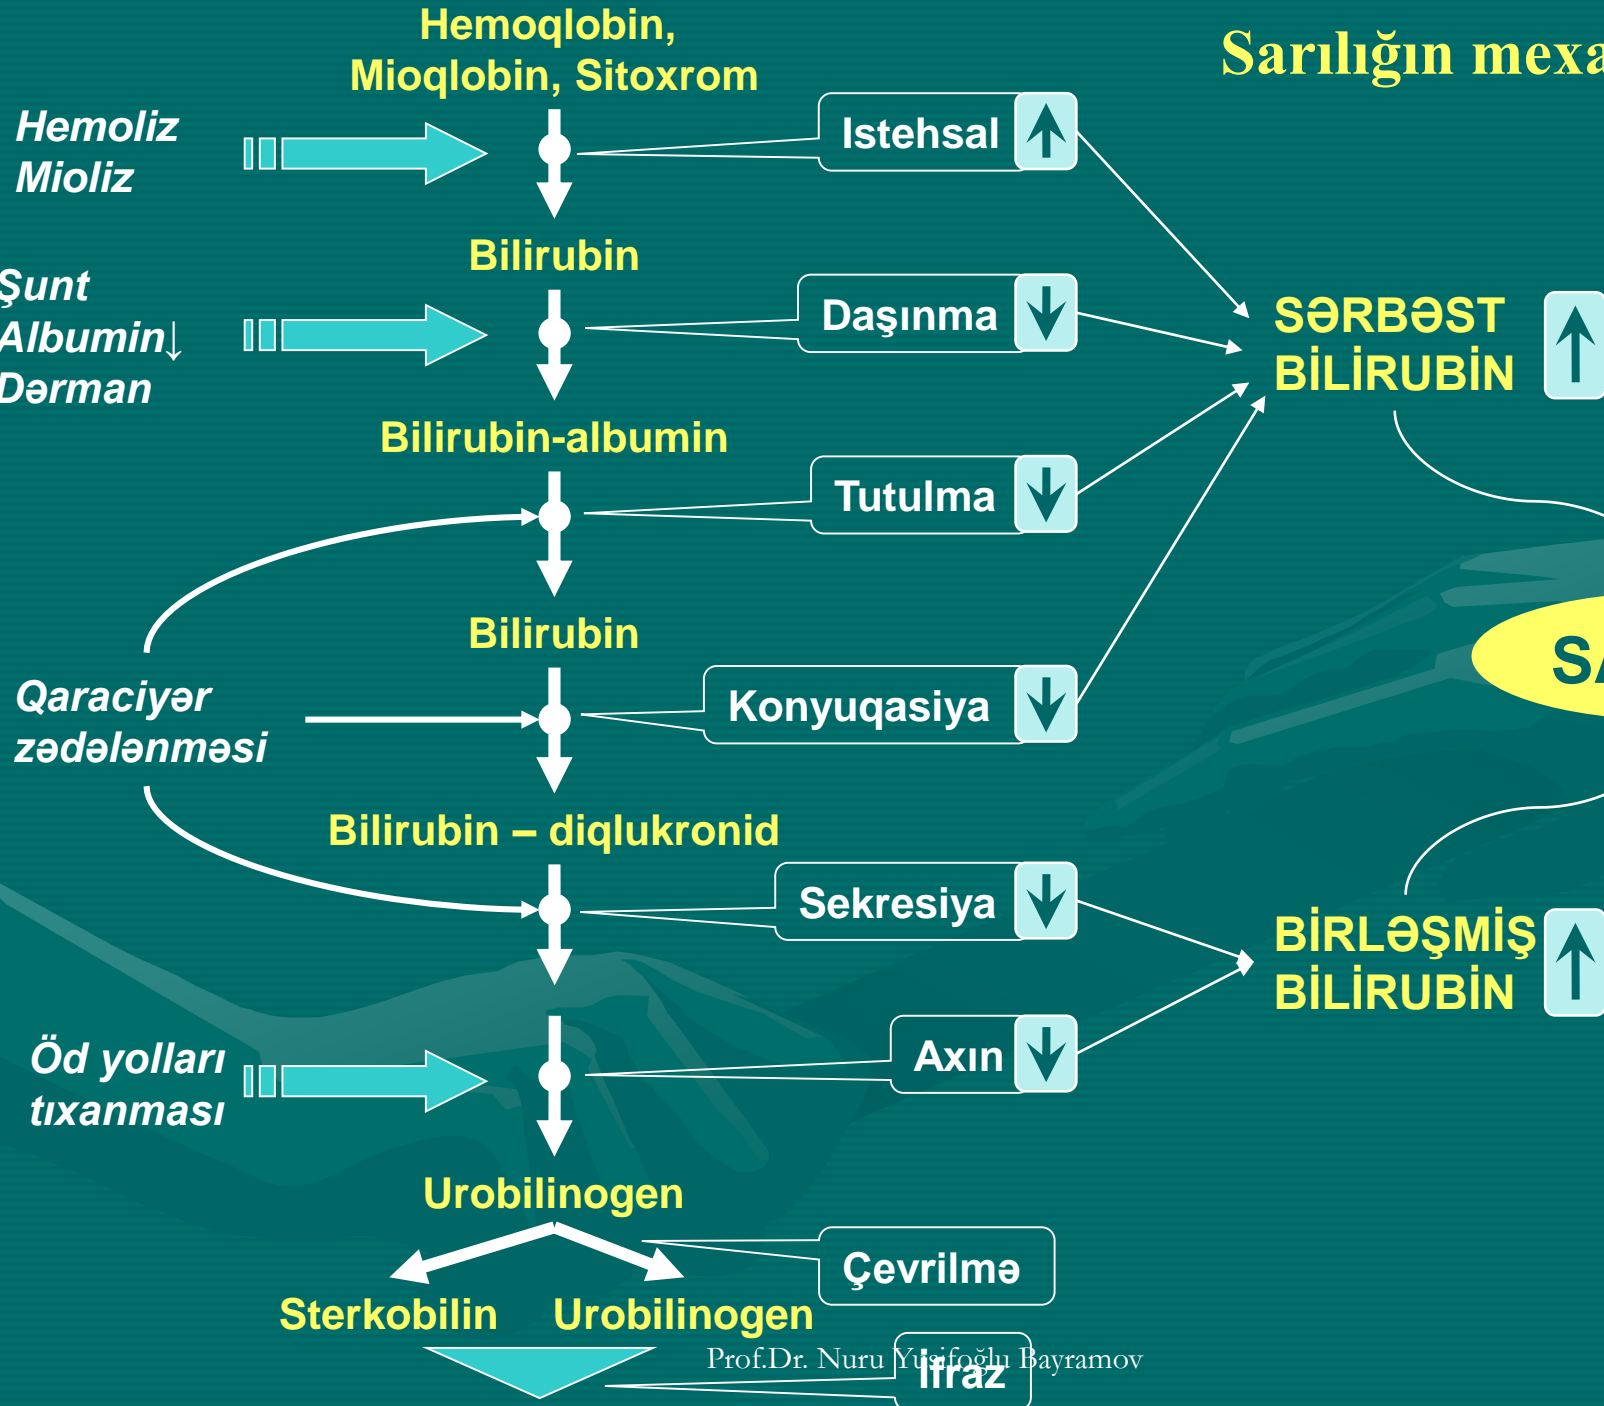 Sarılığın mexa
Hemoqlobin,
Mioqlobin, Sitoxrom
Hemoliz
Mioliz
Istehsal
Bilirubin
Şunt
Albumin↓
Dərman
Daşınma
SƏRBƏST
BİLİRUBİN
Bilirubin-albumin
Tutulma
Bilirubin
Qaraciyər
zədələnməsi
Konyuqasiya
SA
Bilirubin – diqlukronid
Sekresiya
BİRLƏŞMİŞ
BİLİRUBİN
Öd yolları
tıxanması
Axın
Urobilinogen
Çevrilmə
Sterkobilin
Urobilinogen
Prof.Dr. Nuru Yusifoğlu Bayramov
İfraz